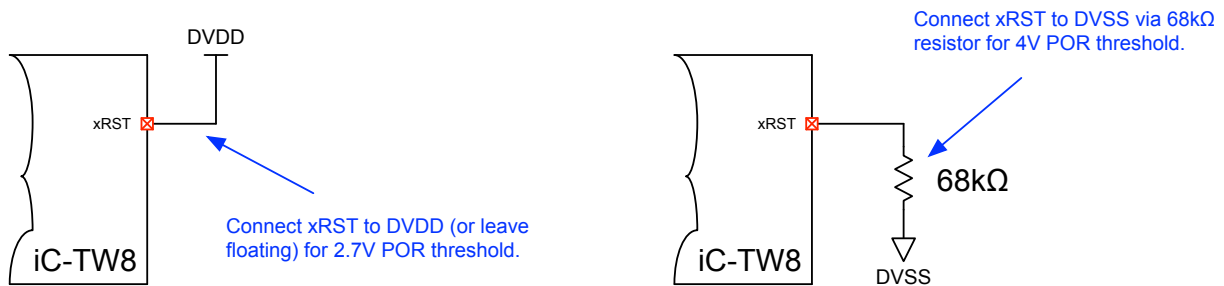 DVDD
xRST
Connect xRST to DVDD (or leave
floating) for 2.7V POR threshold.
iC-TW8
Connect xRST to DVSS via 68kΩ
resistor for 4V POR threshold.
xRST
68kΩ
iC-TW8
DVSS